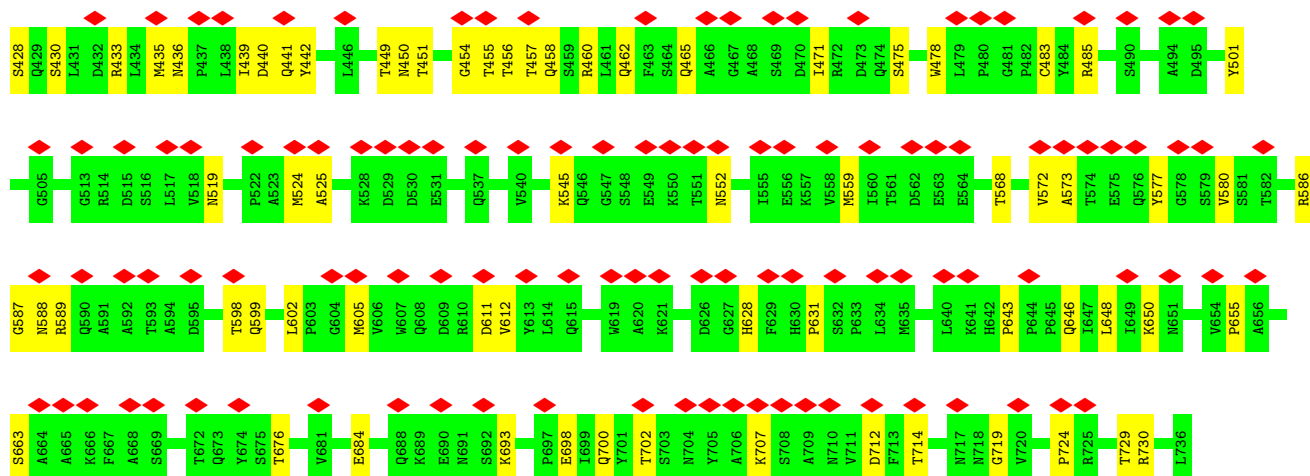 S428 Q429 S430 L431 D432 R433 L434 M435 N436 P437 L438 I439 D440 Q441 Y442 L446 T449 N450 T451 G454 T455 T456 T457 Q458 S459 R460 L461 Q462 F463 S464 Q465 A466 G467 A468 S469 D470 I471 R472 D473 Q474 S475 W478 L479 P480 G481 P482 C483 Y484 R485 S490 A494 D495 Y501
G505 G513 R514 D515 S516 L517 V518 N519 P522 A523 M524 A525 K528 D529 D530 E531 Q537 V540 K545 Q546 G547 S548 E549 K550 T551 N552 I555 E556 K557 V558 M559 I560 T561 D562 E563 E564 T568 V572 A573 T574 E575 Q576 Y577 G578 S579 V580 S581 T582 R586
G587 N588 R589 Q590 A591 A592 T593 A594 D595 T598 Q599 L602 P603 G604 M605 V606 W607 Q608 D609 R610 D611 V612 Y613 L614 Q615 W619 A620 K621 D626 G627 H628 F629 H630 P631 S632 P633 L634 M635 L640 K641 H642 P643 P644 P645 Q646 I647 L648 I649 K650 N651 V654 P655 A656
S663 A664 A665 K666 F667 A668 S669 T672 Q673 Y674 S675 T676 V681 E684 Q688 K689 E690 N691 S692 K693 P697 E698 I699 Q700 Y701 T702 S703 N704 Y705 A706 K707 S708 A709 N710 V711 D712 F713 T714 N717 N718 G719 V720 P724 R725 T729 R730 L736